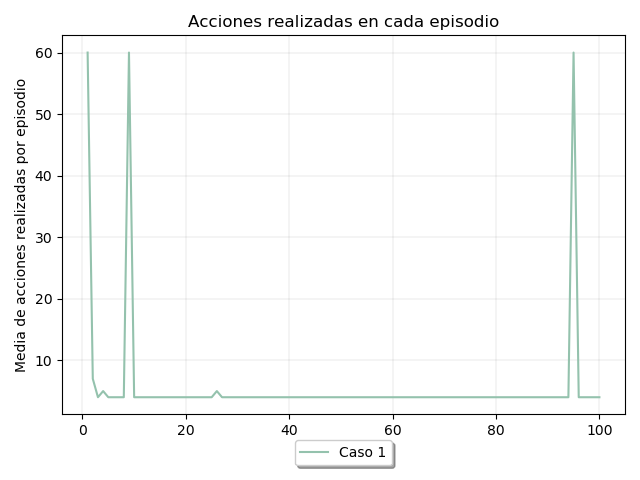 Acciones realizadas en cada episodio
Media de acciones realizadas por episodio
60
50
40
30
20
10
0 20 40 60 80 100
Caso 1